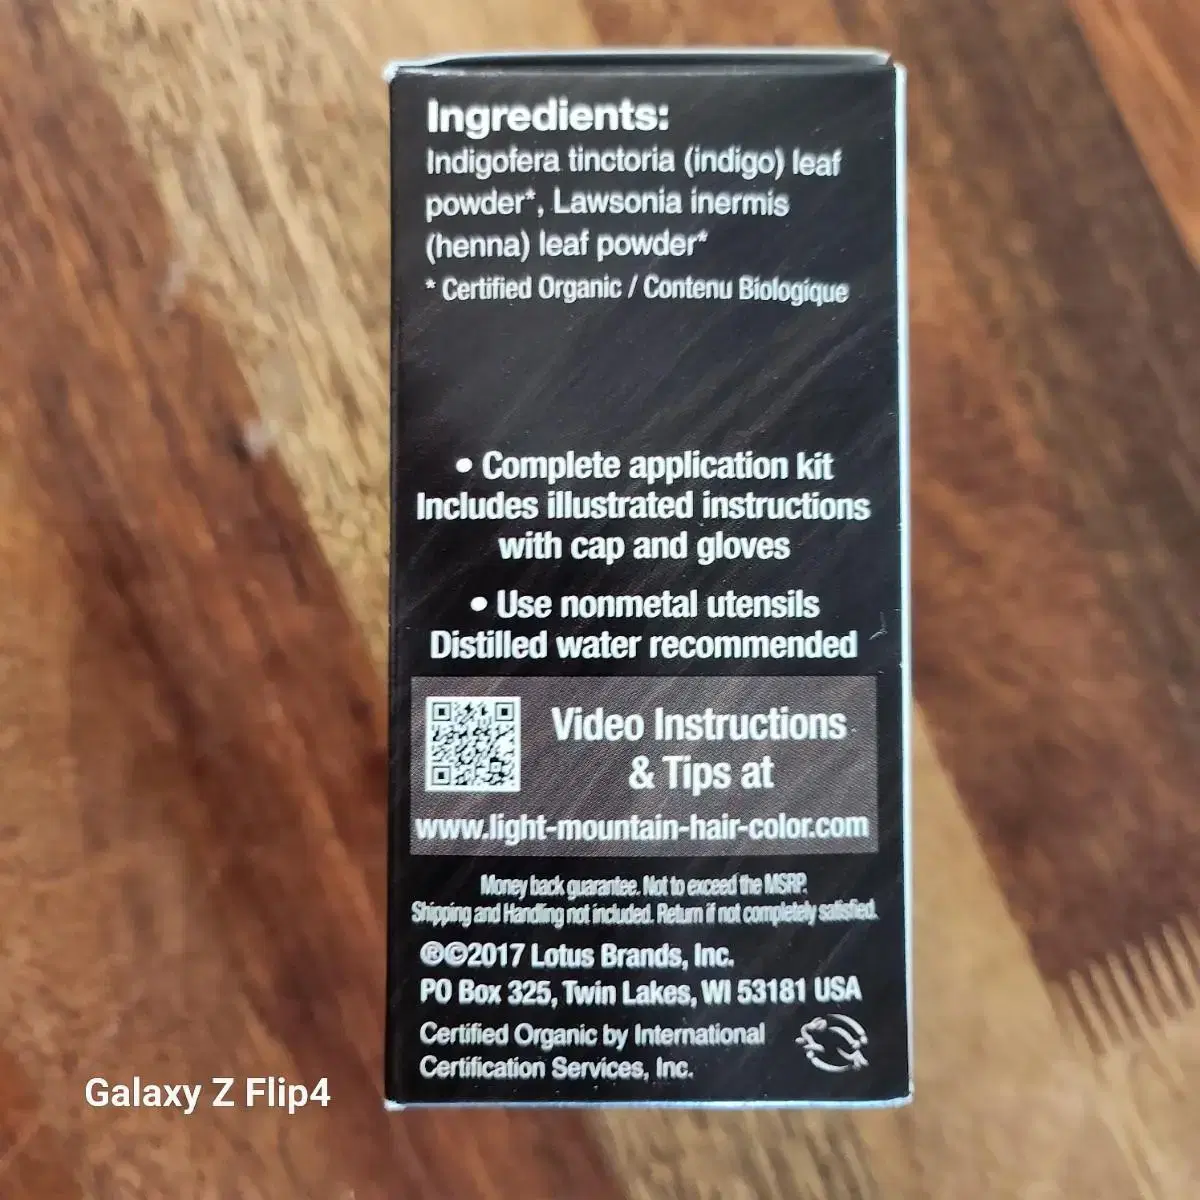 Ingredients:
Indigofera tinctoria (indigo) leaf
powder*, Lawsonia inermis
(henna) leaf powder*
* Certified Organic / Contenu Biologique
• Complete application kit
Includes illustrated instructions
with cap and gloves
• Use nonmetal utensils
Distilled water recommended
Video Instructions
& Tips at
www.light-mountain-hair-color.com
Money back guarantee. Not to exceed the MSRP.
Shipping and Handling not included. Return if not completely satisfied.
®©2017 Lotus Brands, Inc.
PO Box 325, Twin Lakes, WI 53181 USA
Certified Organic by International
Certification Services, Inc.
Galaxy Z Flip4